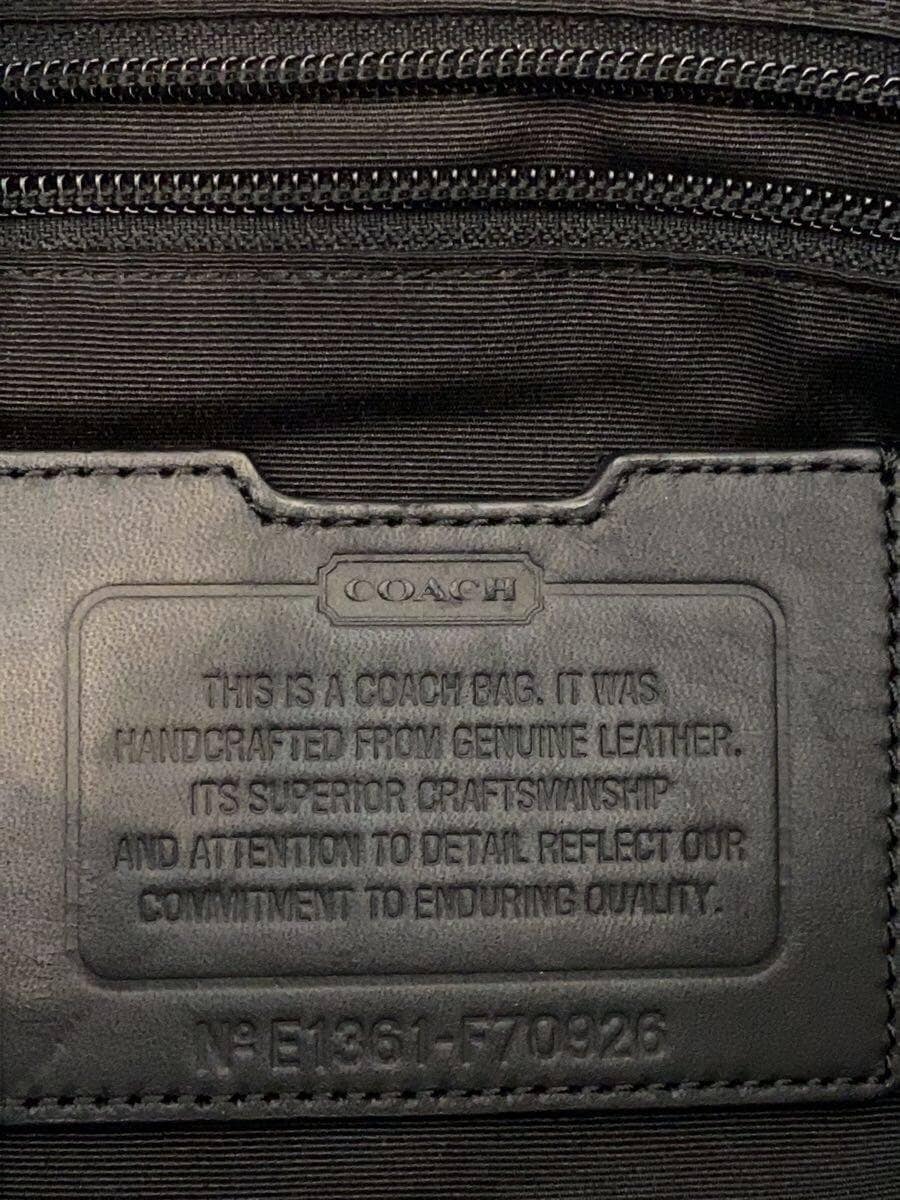 COACH
THIS IS A COACH BAG. IT WAS
HANDCRAFTED FROM GENUINE LEATHER.
ITS SUPERIOR CRAFTSMANSHIP
AND ATTENTION TO DETAIL REFLECT OUR
COMMITMENT TO ENDURING QUALITY.
Nº E1361-F70926